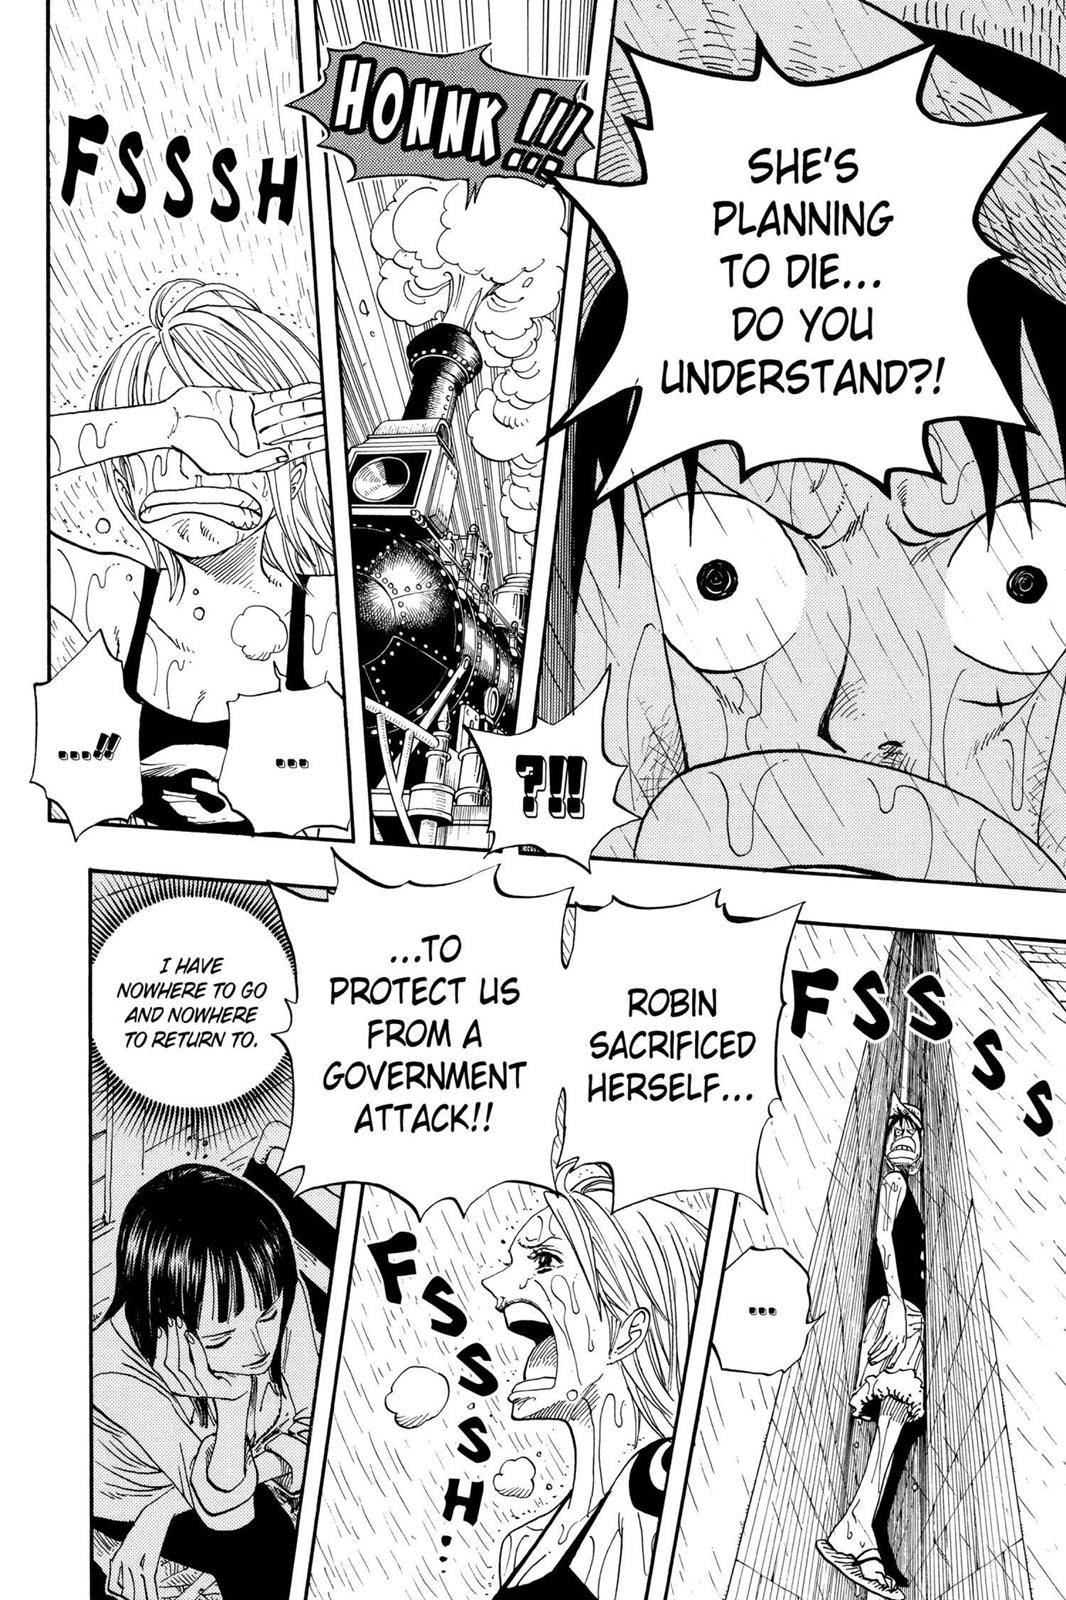 SHE'S
PLANNING
TO DIE...
DO YOU
UNDERSTAND?!
?!!
HONNK!!!
FSSSH
...
....!!
FSSSS
...
ROBIN
SACRIFICED
HERSELF...
...TO
PROTECT US
FROM A
GOVERNMENT
ATTACK!!
FSSSH...
I HAVE
NOWHERE TO GO
AND NOWHERE
TO RETURN TO.